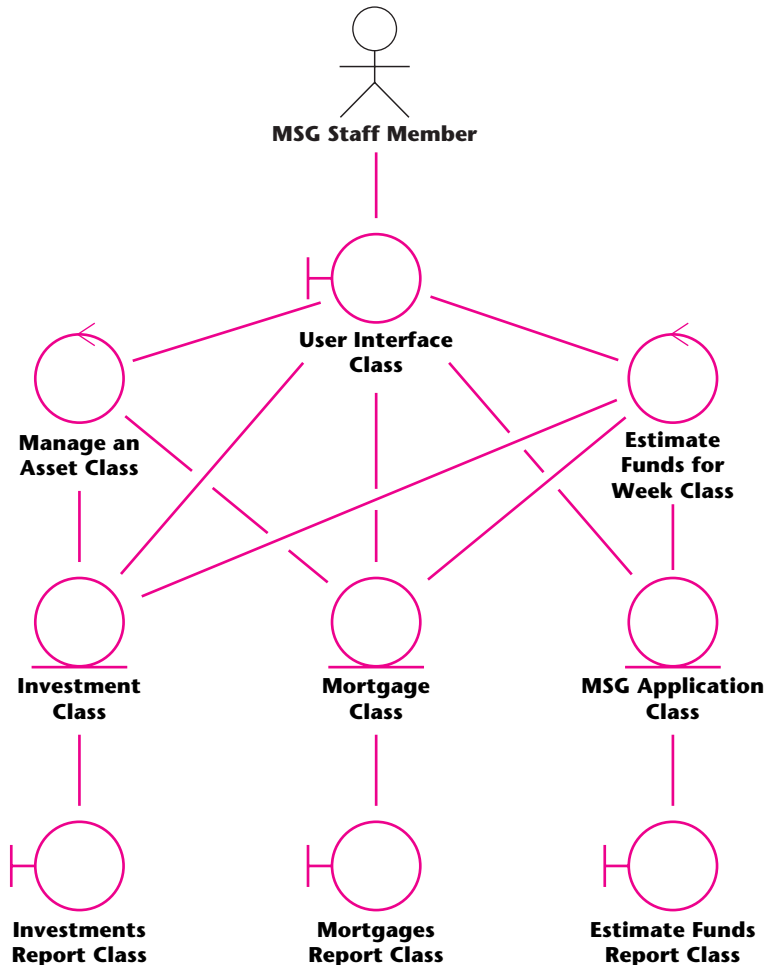 MSG Staff Member
User Interface
Class
Manage an
Asset Class
Estimate
Funds for
Week Class
Investment
Class
Mortgage
Class
MSG Application
Class
Investments
Report Class
Mortgages
Report Class
Estimate Funds
Report Class